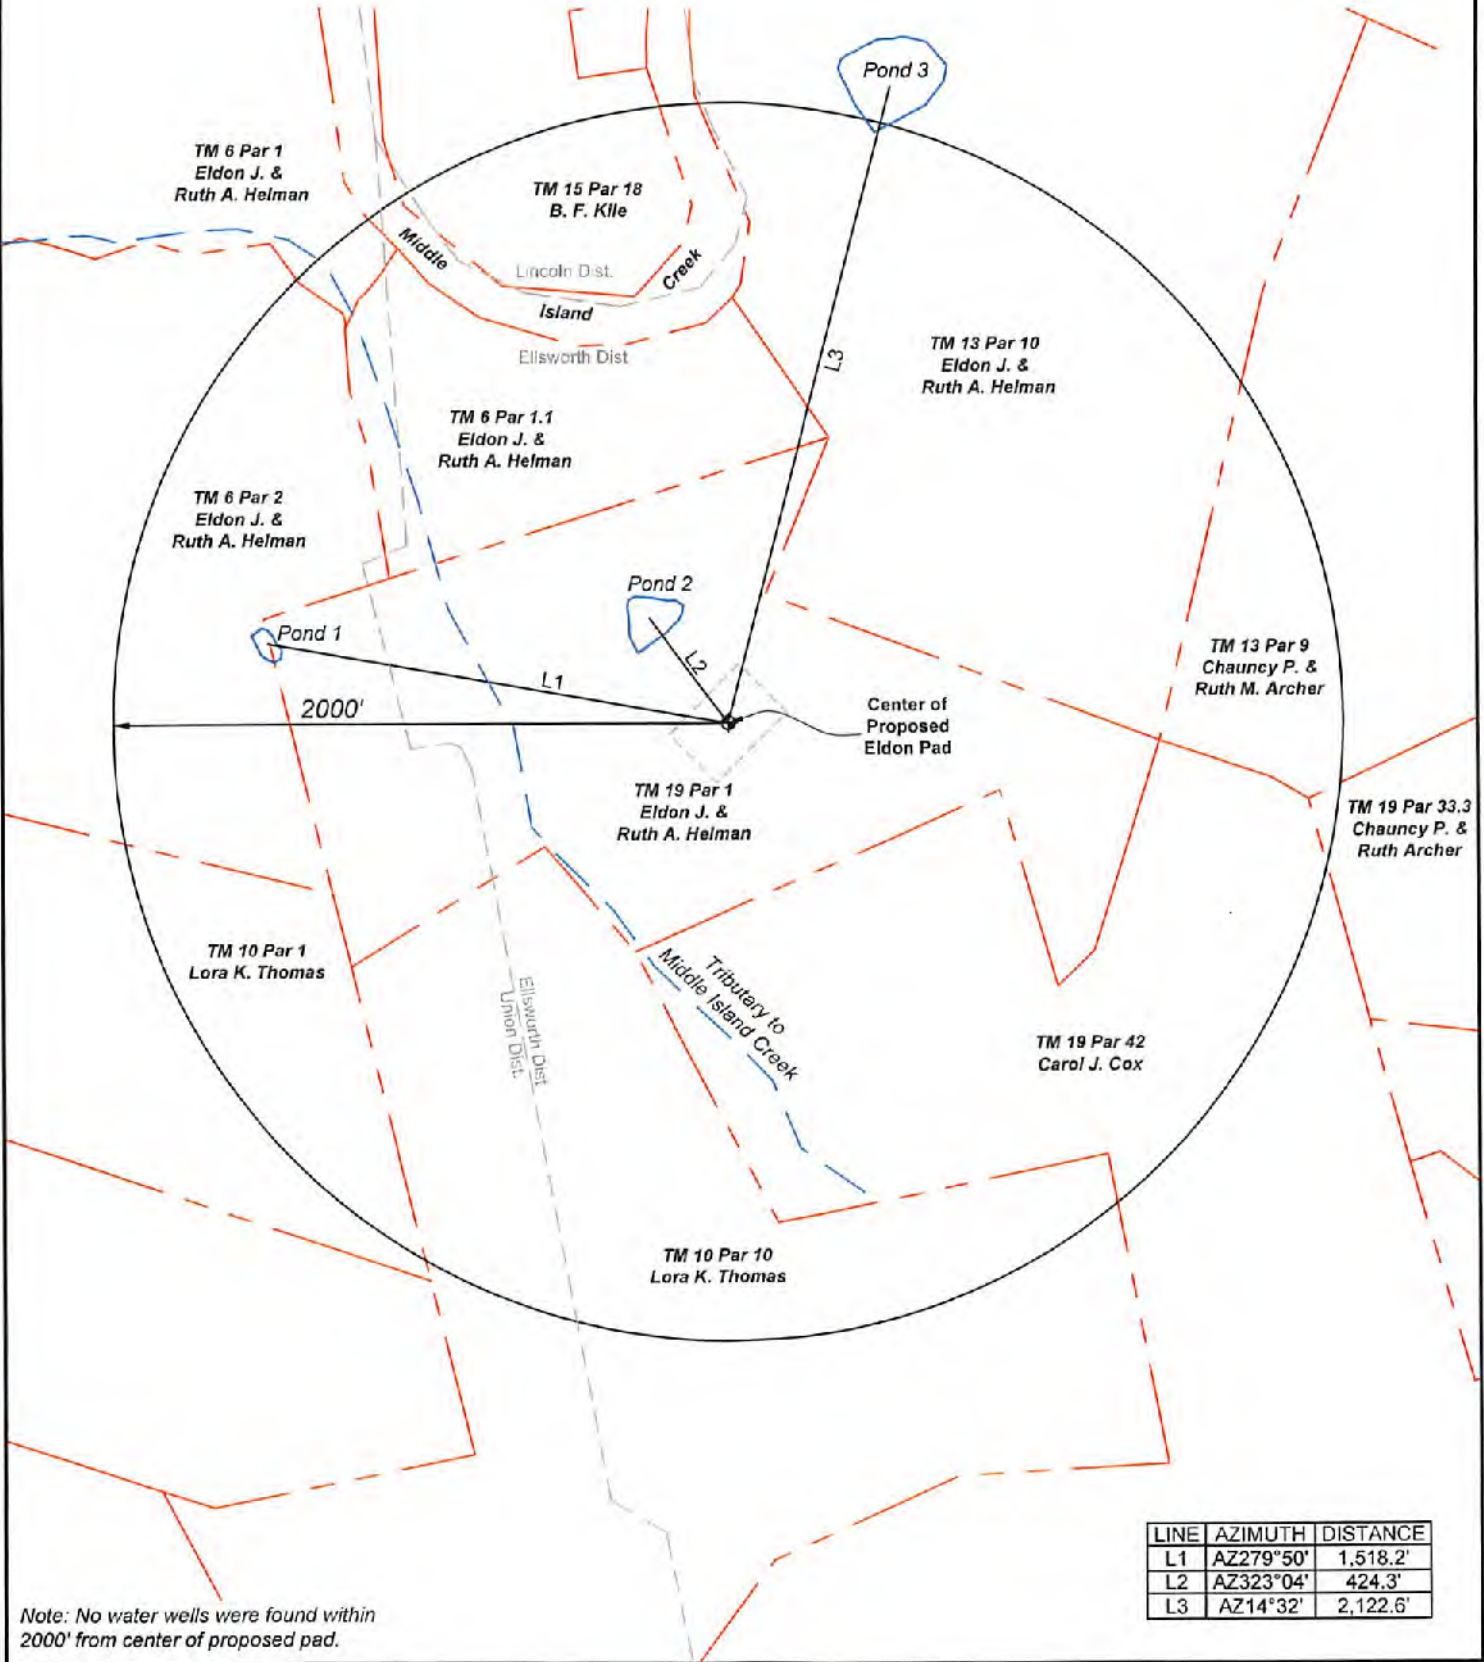 Pond 3
TM 6 Par 1
Eldon J. &
Ruth A. Helman
TM 15 Par 18
B. F. Kile
Middle
Island
Creek
Lincoln Dist.
Ellsworth Dist
L3
TM 13 Par 10
Eldon J. &
Ruth A. Helman
TM 6 Par 1.1
Eldon J. &
Ruth A. Helman
TM 6 Par 2
Eldon J. &
Ruth A. Helman
Pond 2
Pond 1
L2
L1
2000'
TM 13 Par 9
Chauncy P. &
Ruth M. Archer
Center of
Proposed
Eldon Pad
TM 19 Par 1
Eldon J. &
Ruth A. Helman
TM 19 Par 33.3
Chauncy P. &
Ruth Archer
TM 10 Par 1
Lora K. Thomas
Ellsworth Dist
Union Dist.
Tributary to
Middle Island Creek
TM 19 Par 42
Carol J. Cox
TM 10 Par 10
Lora K. Thomas
LINE AZIMUTH DISTANCE
L1 AZ279°50' 1,518.2'
L2 AZ323°04' 424.3'
L3 AZ14°32' 2,122.6'
Note: No water wells were found within
2000' from center of proposed pad.